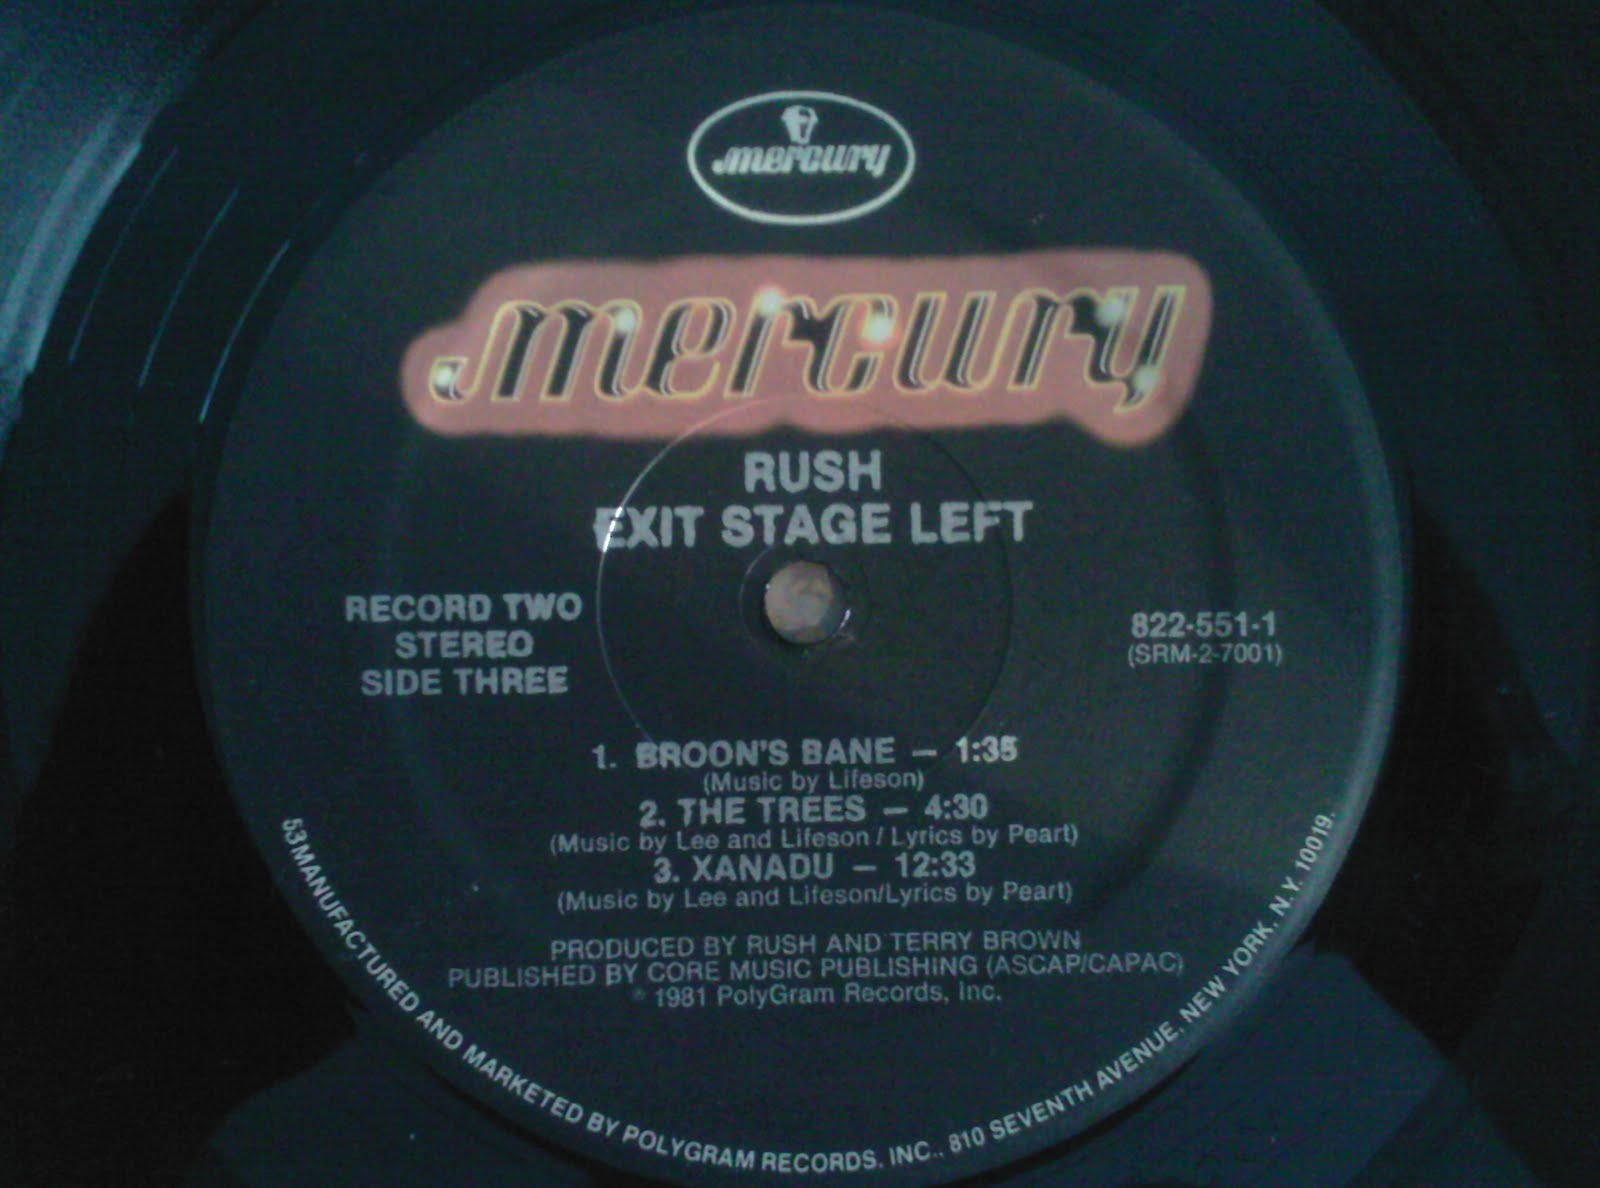 mercury
mercury
RUSH
EXIT STAGE LEFT
RECORD TWO
STEREO
SIDE THREE
822-551-1
(SRM-2-7001)
1. BROON'S BANE — 1:35
(Music by Lifeson)
2. THE TREES — 4:30
(Music by Lee and Lifeson / Lyrics by Peart)
3. XANADU — 12:33
(Music by Lee and Lifeson/Lyrics by Peart)
PRODUCED BY RUSH AND TERRY BROWN
PUBLISHED BY CORE MUSIC PUBLISHING (ASCAP/CAPAC)
℗ 1981 PolyGram Records, Inc.
53MANUFACTURED AND MARKETED BY POLYGRAM RECORDS, INC., 810 SEVENTH AVENUE, NEW YORK, N.Y. 10019.